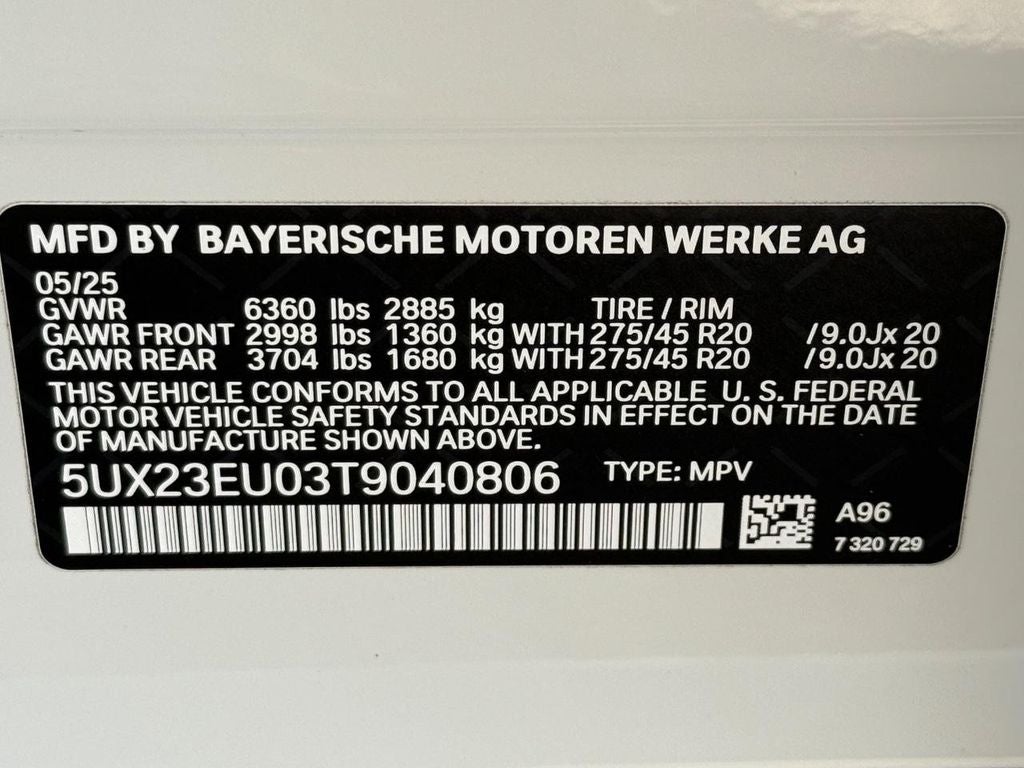 MFD BY BAYERISCHE MOTOREN WERKE AG
05/25
GVWR 6360 lbs 2885 kg TIRE / RIM
GAWR FRONT 2998 lbs 1360 kg WITH 275/45 R20 /9.0Jx 20
GAWR REAR 3704 lbs 1680 kg WITH 275/45 R20 /9.0Jx 20
THIS VEHICLE CONFORMS TO ALL APPLICABLE U. S. FEDERAL
MOTOR VEHICLE SAFETY STANDARDS IN EFFECT ON THE DATE
OF MANUFACTURE SHOWN ABOVE.
5UX23EU03T9040806 TYPE: MPV
A96
7 320 729